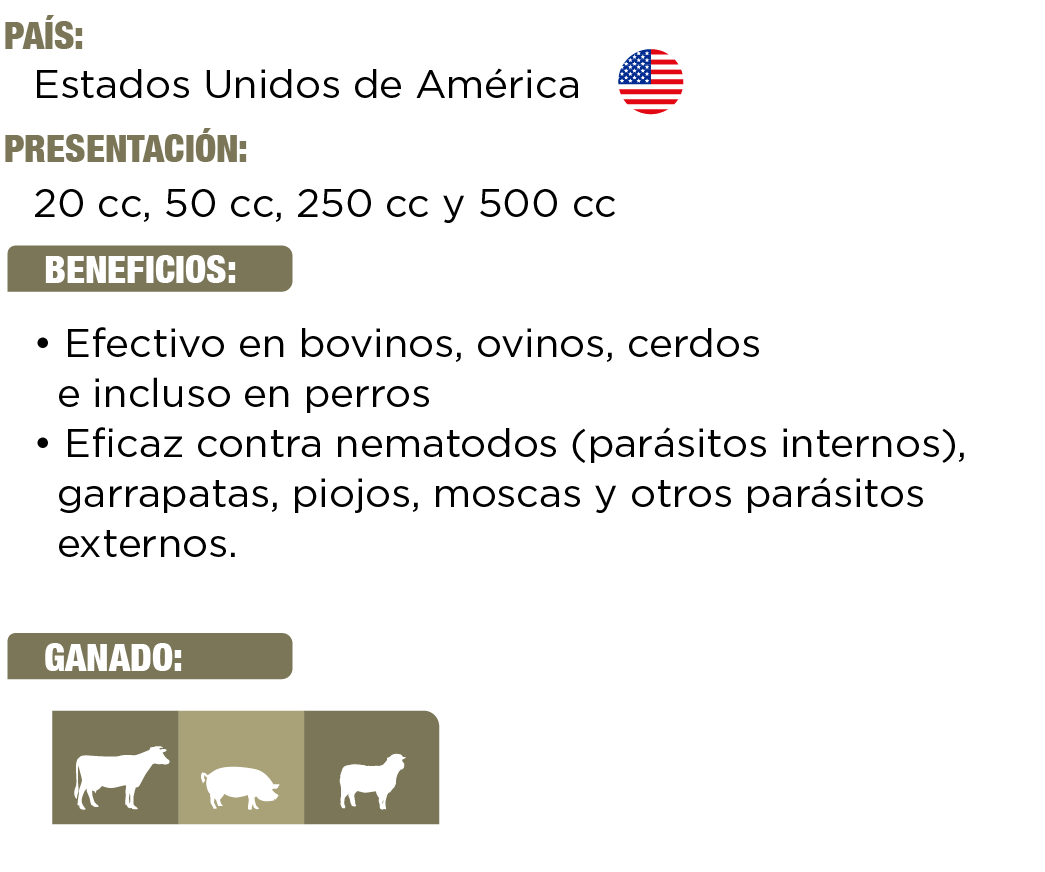 PAÍS:
Estados Unidos de América
PRESENTACIÓN:
20 cc, 50 cc, 250 cc y 500 cc
BENEFICIOS:
• Efectivo en bovinos, ovinos, cerdos
e incluso en perros
• Eficaz contra nematodos (parásitos internos),
garrapatas, piojos, moscas y otros parásitos
externos.
GANADO: